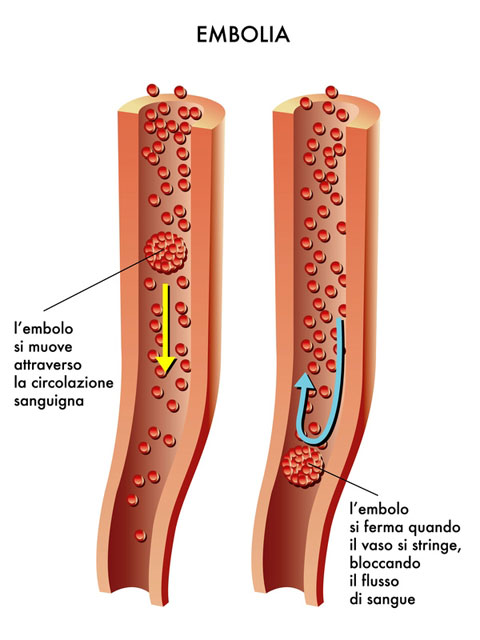 EMBOLIA
l'embolo
si muove
attraverso
la circolazione
sanguigna
l'embolo
si ferma quando
il vaso si stringe,
bloccando
il flusso
di sangue